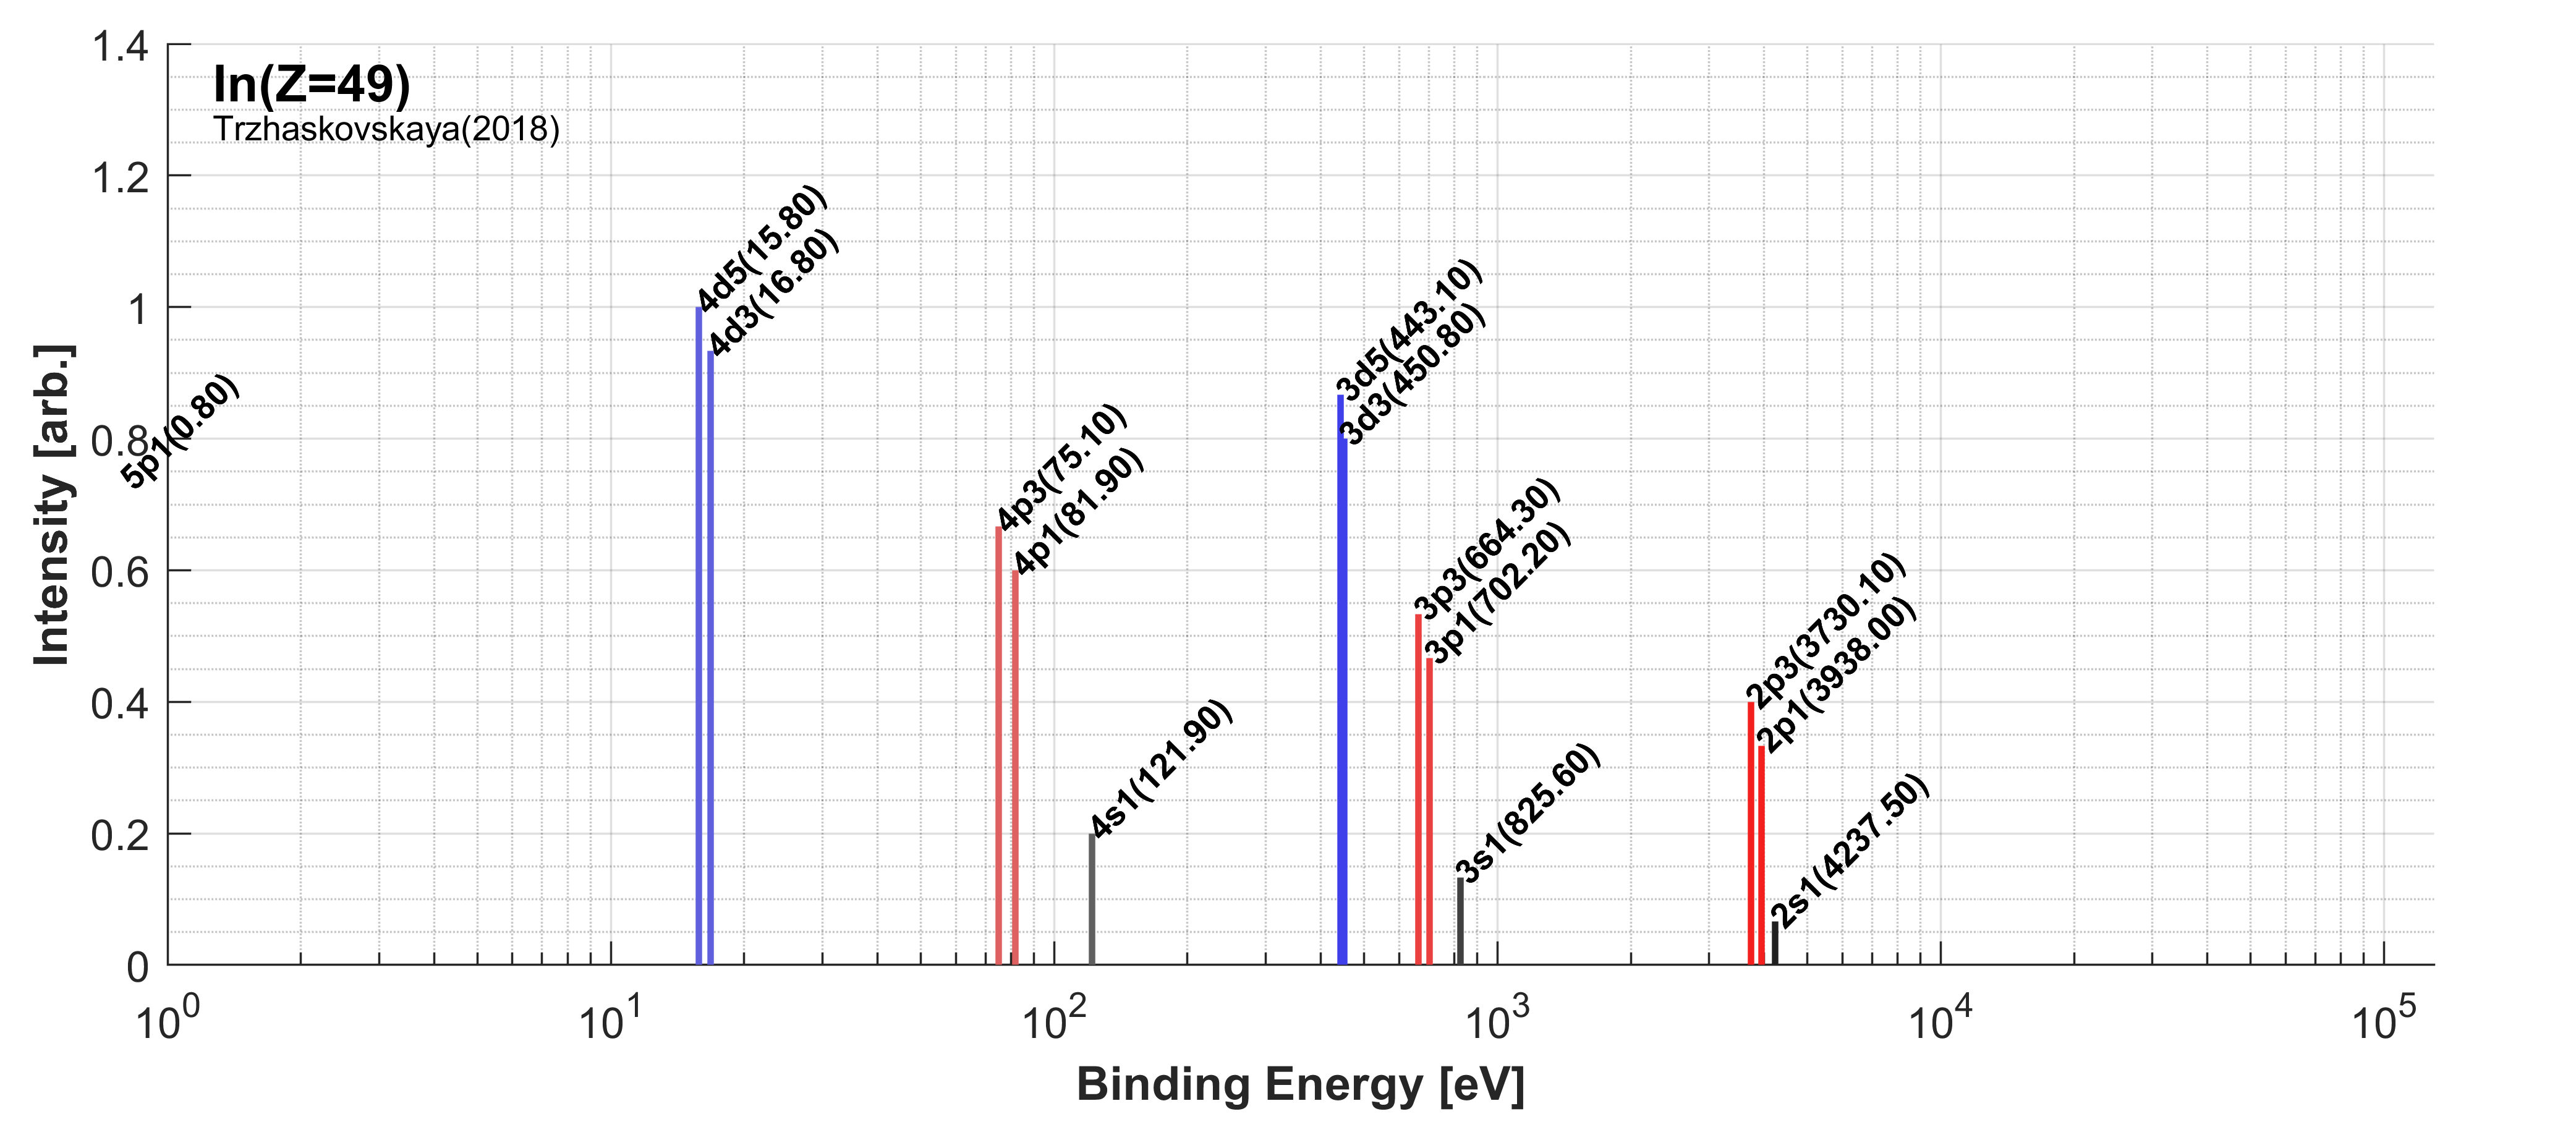 In(Z=49)
Trzhaskovskaya(2018)
Intensity [arb.]
1.4
1.2
1
0.8
0.6
0.4
0.2
0
5p1(0.80)
4d5(15.80)
4d3(16.80)
4p3(75.10)
4p1(81.90)
4s1(121.90)
3d5(443.10)
3d3(450.80)
3p3(664.30)
3p1(702.20)
3s1(825.60)
2p3(3730.10)
2p1(3938.00)
2s1(4237.50)
10^0 10^1 10^2 10^3 10^4 10^5
Binding Energy [eV]